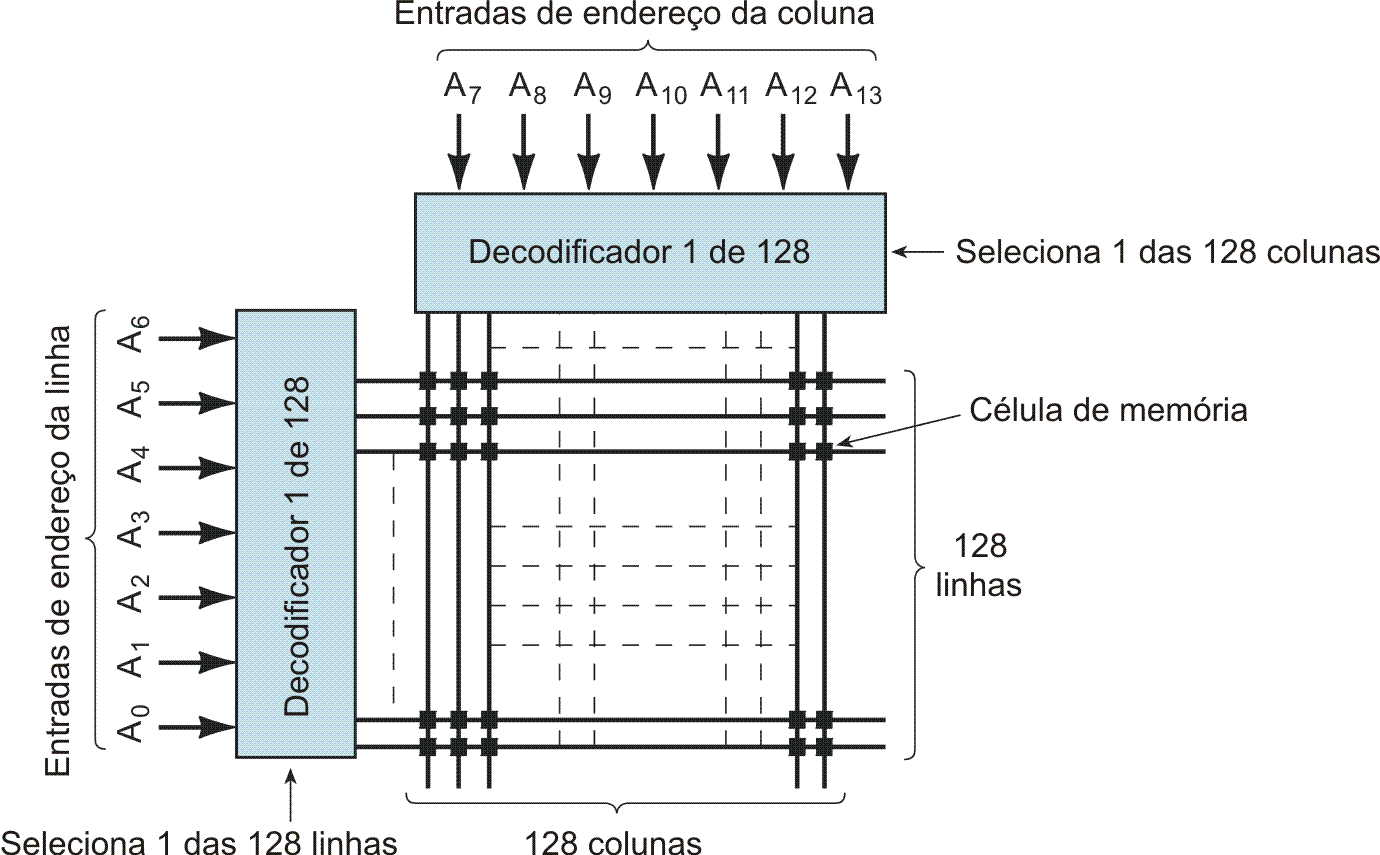 Entradas de endereço da coluna
A7 A8 A9 A10 A11 A12 A13
Decodificador 1 de 128
Seleciona 1 das 128 colunas
Entradas de endereço da linha
A6
A5
A4
A3
A2
A1
A0
Decodificador 1 de 128
Célula de memória
128
linhas
Seleciona 1 das 128 linhas
128 colunas